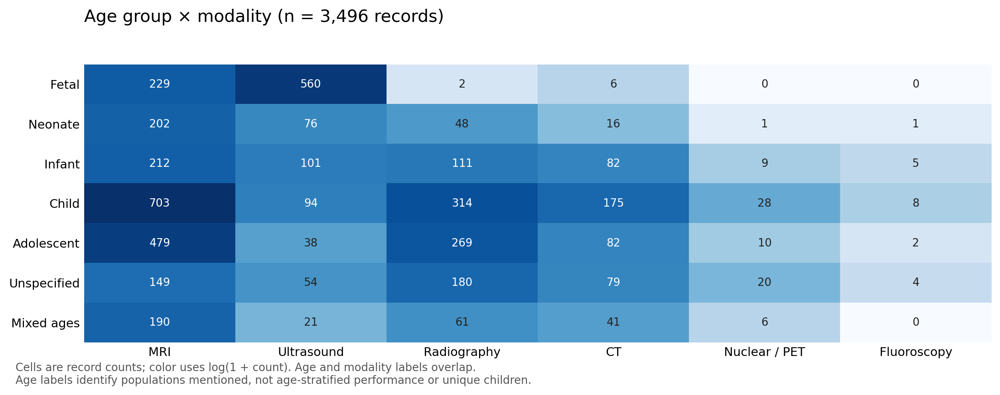 Age group × modality (n = 3,496 records)
Fetal 229 560 2 6 0 0
Neonate 202 76 48 16 1 1
Infant 212 101 111 82 9 5
Child 703 94 314 175 28 8
Adolescent 479 38 269 82 10 2
Unspecified 149 54 180 79 20 4
Mixed ages 190 21 61 41 6 0
MRI Ultrasound Radiography CT Nuclear / PET Fluoroscopy
Cells are record counts; color uses log(1 + count). Age and modality labels overlap.
Age labels identify populations mentioned, not age-stratified performance or unique children.